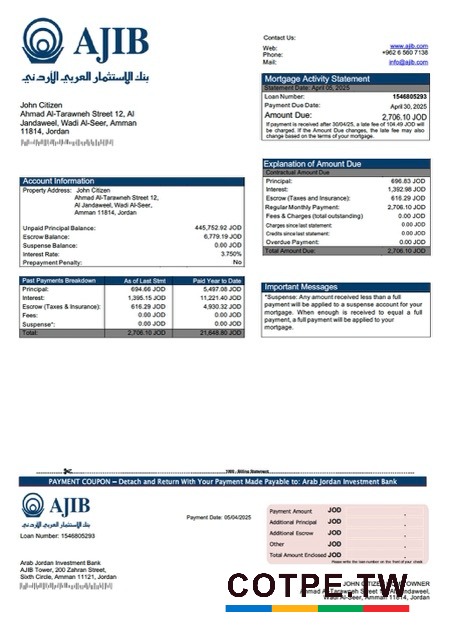 AJIB
بنك الاستثمار العربي الأردني
Contact Us:
Web: www.ajib.com
Phone: +962 6 560 7138
Mail: info@ajib.com
Mortgage Activity Statement
Statement Date: April 05, 2025
Loan Number: 1546805293
Payment Due Date: April 30, 2025
Amount Due: 2,706.10 JOD
If payment is received after 30/04/25, a late fee of 104.49 JOD will
be charged. If the Amount Due changes, the late fee may also
change based on the terms of your mortgage.
John Citizen
Ahmad Al-Tarawneh Street 12, Al
Jandaweel, Wadi Al-Seer, Amman
11814, Jordan
Explanation of Amount Due
Contractual Amount Due
Principal: 696.83 JOD
Interest: 1,392.98 JOD
Escrow (Taxes and Insurance): 616.29 JOD
Regular Monthly Payment: 2,706.10 JOD
Fees & Charges (total outstanding) 0.00 JOD
Charges since last statement: 0.00 JOD
Credits since last statement: 0.00 JOD
Overdue Payment: 0.00 JOD
Total Amount Due: 2,706.10 JOD
Account Information
Property Address: John Citizen
Ahmad Al-Tarawneh Street 12,
Al Jandaweel, Wadi Al-Seer,
Amman 11814, Jordan
Unpaid Principal Balance: 445,752.92 JOD
Escrow Balance: 6,779.19 JOD
Suspense Balance: 0.00 JOD
Interest Rate: 3.750%
Prepayment Penalty: No
Past Payments Breakdown As of Last Stmt Paid Year to Date
Principal: 694.66 JOD 5,497.08 JOD
Interest: 1,395.15 JOD 11,221.40 JOD
Escrow (Taxes & Insurance): 616.29 JOD 4,930.32 JOD
Fees: 0.00 JOD 0.00 JOD
Suspense*: 0.00 JOD 0.00 JOD
Total: 2,706.10 JOD 21,648.80 JOD
Important Messages
*Suspense: Any amount received less than a full
payment will be applied to a suspense account for your
mortgage. When enough is received to equal a full
payment, a full payment will be applied to your
mortgage.
Billing Statement
PAYMENT COUPON – Detach and Return With Your Payment Made Payable to: Arab Jordan Investment Bank
AJIB
بنك الاستثمار العربي الأردني
Loan Number: 1546805293
Payment Date: 05/04/2025
Payment Amount JOD .
Additional Principal JOD .
Additional Escrow JOD .
Other JOD .
Total Amount Enclosed JOD .
Please write the loan number on the front of your check.
Arab Jordan Investment Bank
AJIB Tower, 200 Zahran Street,
Sixth Circle, Amman 11121, Jordan
JOHN CITIZEN OWNER
Ahmad Al-Tarawneh Street Jandaweel,
Wadi Al-Seer, Amman 11814, Jordan
COTPE.TW